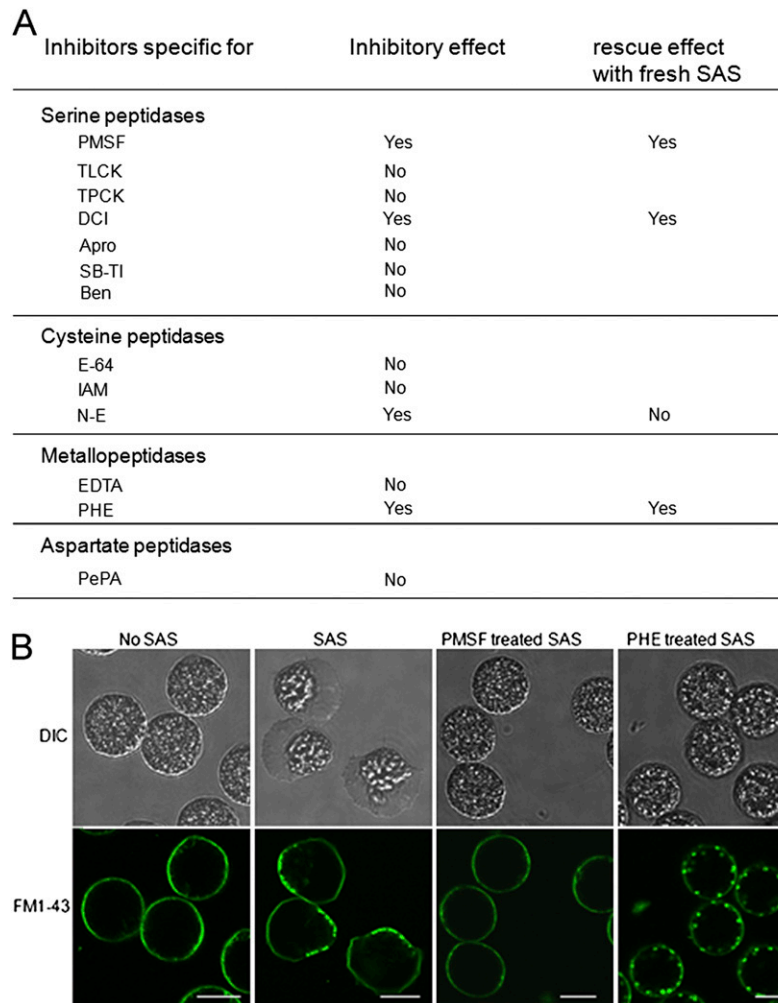 A
Inhibitors specific for Inhibitory effect rescue effect
with fresh SAS
Serine peptidases
PMSF Yes Yes
TLCK No
TPCK No
DCI Yes Yes
Apro No
SB-TI No
Ben No
Cysteine peptidases
E-64 No
IAM No
N-E Yes No
Metallopeptidases
EDTA No
PHE Yes Yes
Aspartate peptidases
PePA No
B
No SAS SAS PMSF treated SAS PHE treated SAS
DIC
FM1-43